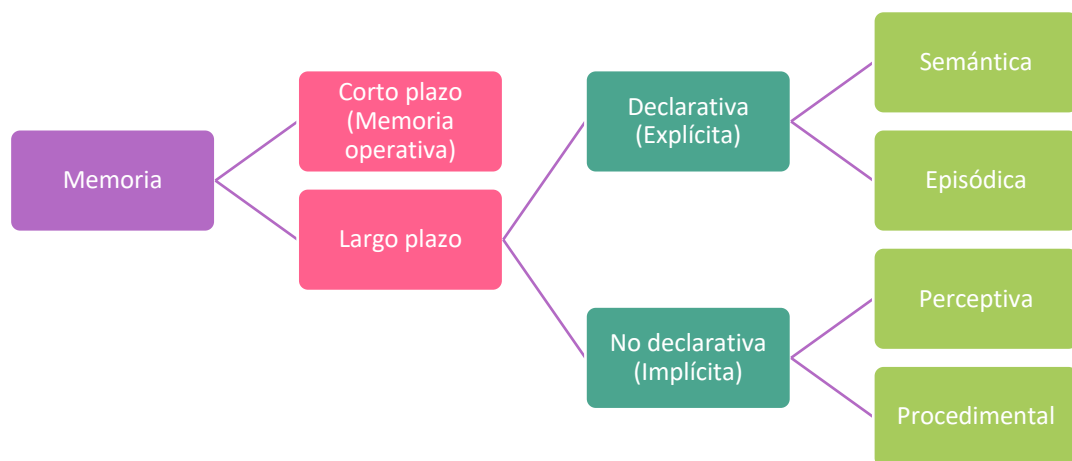 Memoria
Corto plazo
(Memoria
operativa)
Largo plazo
Declarativa
(Explícita)
No declarativa
(Implícita)
Semántica
Episódica
Perceptiva
Procedimental